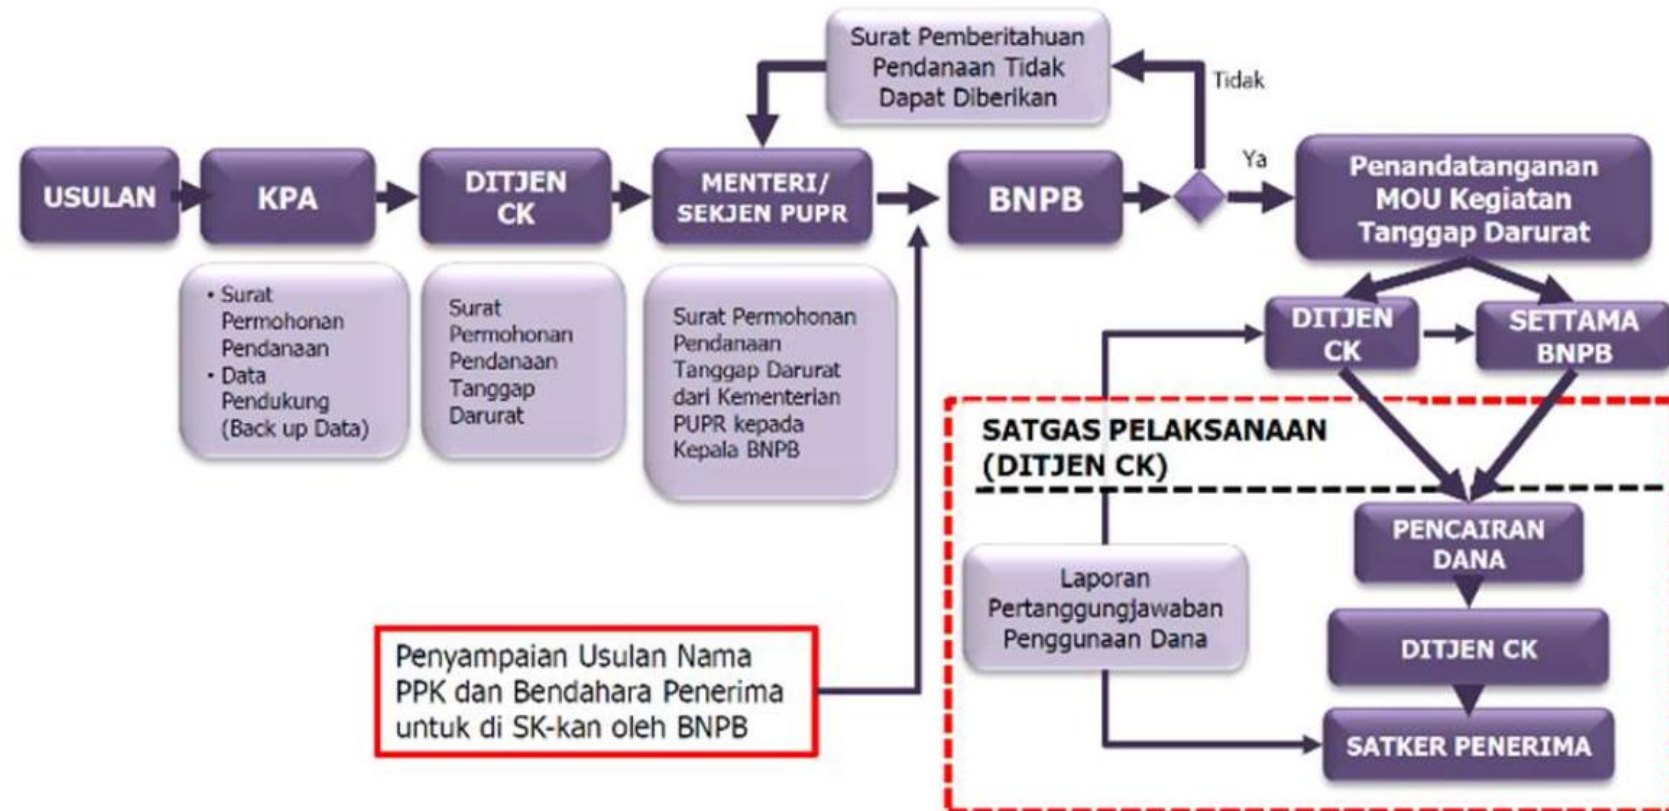 Surat Pemberitahuan
Pendanaan Tidak
Dapat Diberikan
Tidak
USULAN
KPA
DITJEN
CK
MENTERI/
SEKJEN PUPR
BNPB
Ya
Penandatanganan
MOU Kegiatan
Tanggap Darurat
• Surat
Permohonan
Pendanaan
• Data
Pendukung
(Back up Data)
Surat
Permohonan
Pendanaan
Tanggap
Darurat
Surat Permohonan
Pendanaan
Tanggap Darurat
dari Kementerian
PUPR kepada
Kepala BNPB
DITJEN
CK
SETTAMA
BNPB
SATGAS PELAKSANAAN
(DITJEN CK)
PENCAIRAN
DANA
Laporan
Pertanggungjawaban
Penggunaan Dana
DITJEN CK
SATKER PENERIMA
Penyampaian Usulan Nama
PPK dan Bendahara Penerima
untuk di SK-kan oleh BNPB